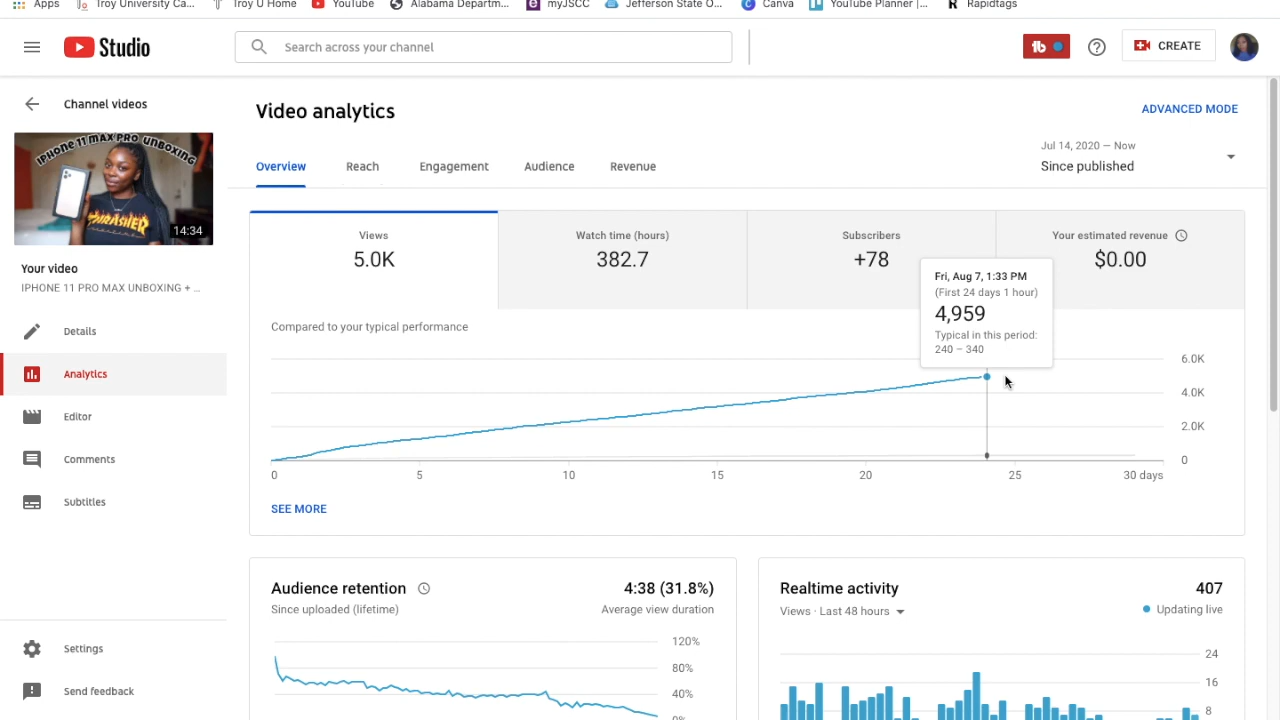 Apps
Troy University Ca...
Troy U Home
YouTube
Alabama Departm...
myJSCC
Jefferson State O...
Canva
YouTube Planner |...
Rapidtags
Studio
Search across your channel
tb
CREATE
Channel videos
Video analytics
ADVANCED MODE
IPHONE 11 MAX PRO UNBOXING
THRASHER
14:34
Jul 14, 2020 — Now
Since published
Overview
Reach
Engagement
Audience
Revenue
Your video
IPHONE 11 PRO MAX UNBOXING + ...
Details
Analytics
Editor
Comments
Subtitles
Settings
Send feedback
Views
5.0K
Watch time (hours)
382.7
Subscribers
+78
Your estimated revenue
$0.00
Fri, Aug 7, 1:33 PM
(First 24 days 1 hour)
4,959
Typical in this period:
240 – 340
Compared to your typical performance
6.0K
4.0K
2.0K
0
0
5
10
15
20
25
30 days
SEE MORE
Audience retention
4:38 (31.8%)
Since uploaded (lifetime)
Average view duration
120%
80%
40%
0%
Realtime activity
407
Views · Last 48 hours
Updating live
24
16
8